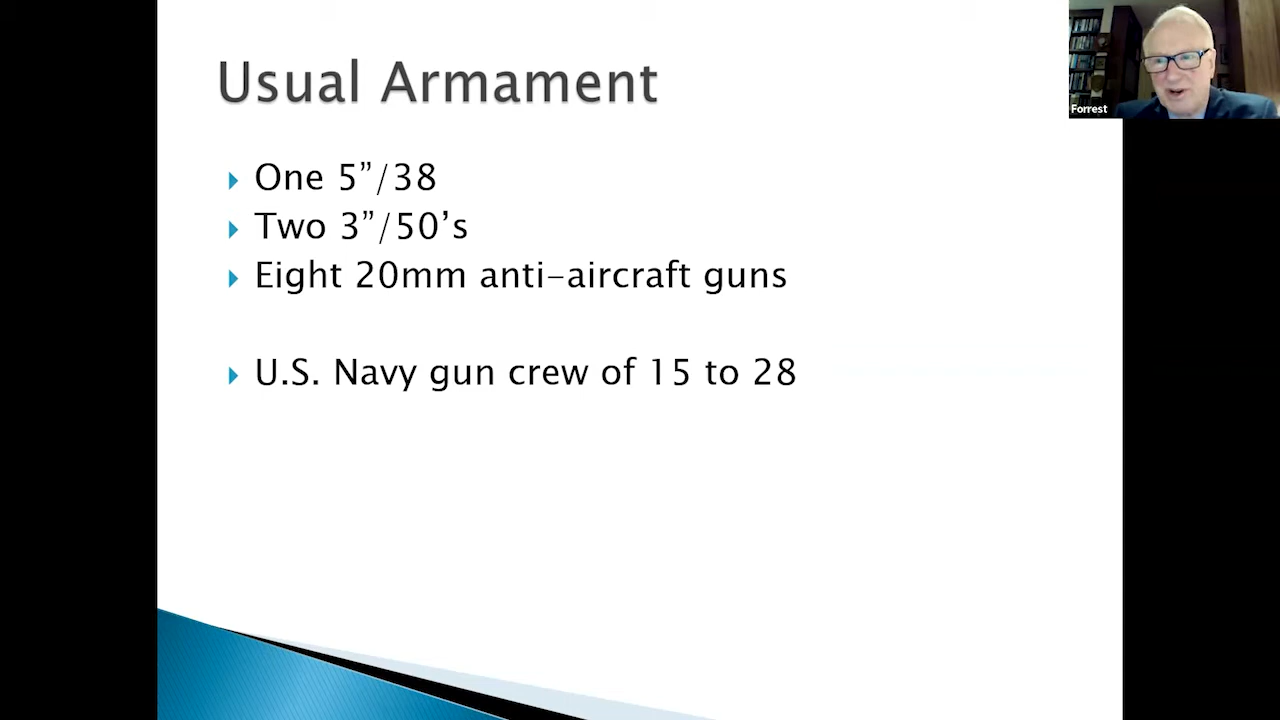 Usual Armament
One 5”/38
Two 3”/50’s
Eight 20mm anti-aircraft guns
U.S. Navy gun crew of 15 to 28
Forrest